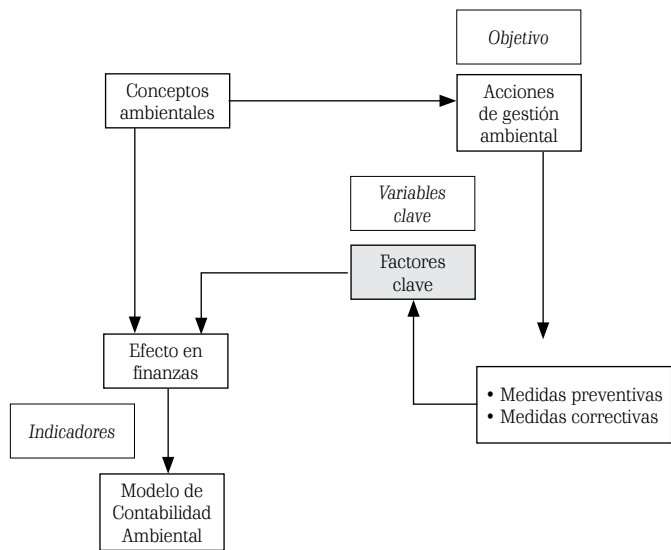 Objetivo
Conceptos
ambientales
Acciones
de gestión
ambiental
Variables
clave
Factores
clave
Efecto en
finanzas
• Medidas preventivas
• Medidas correctivas
Indicadores
Modelo de
Contabilidad
Ambiental